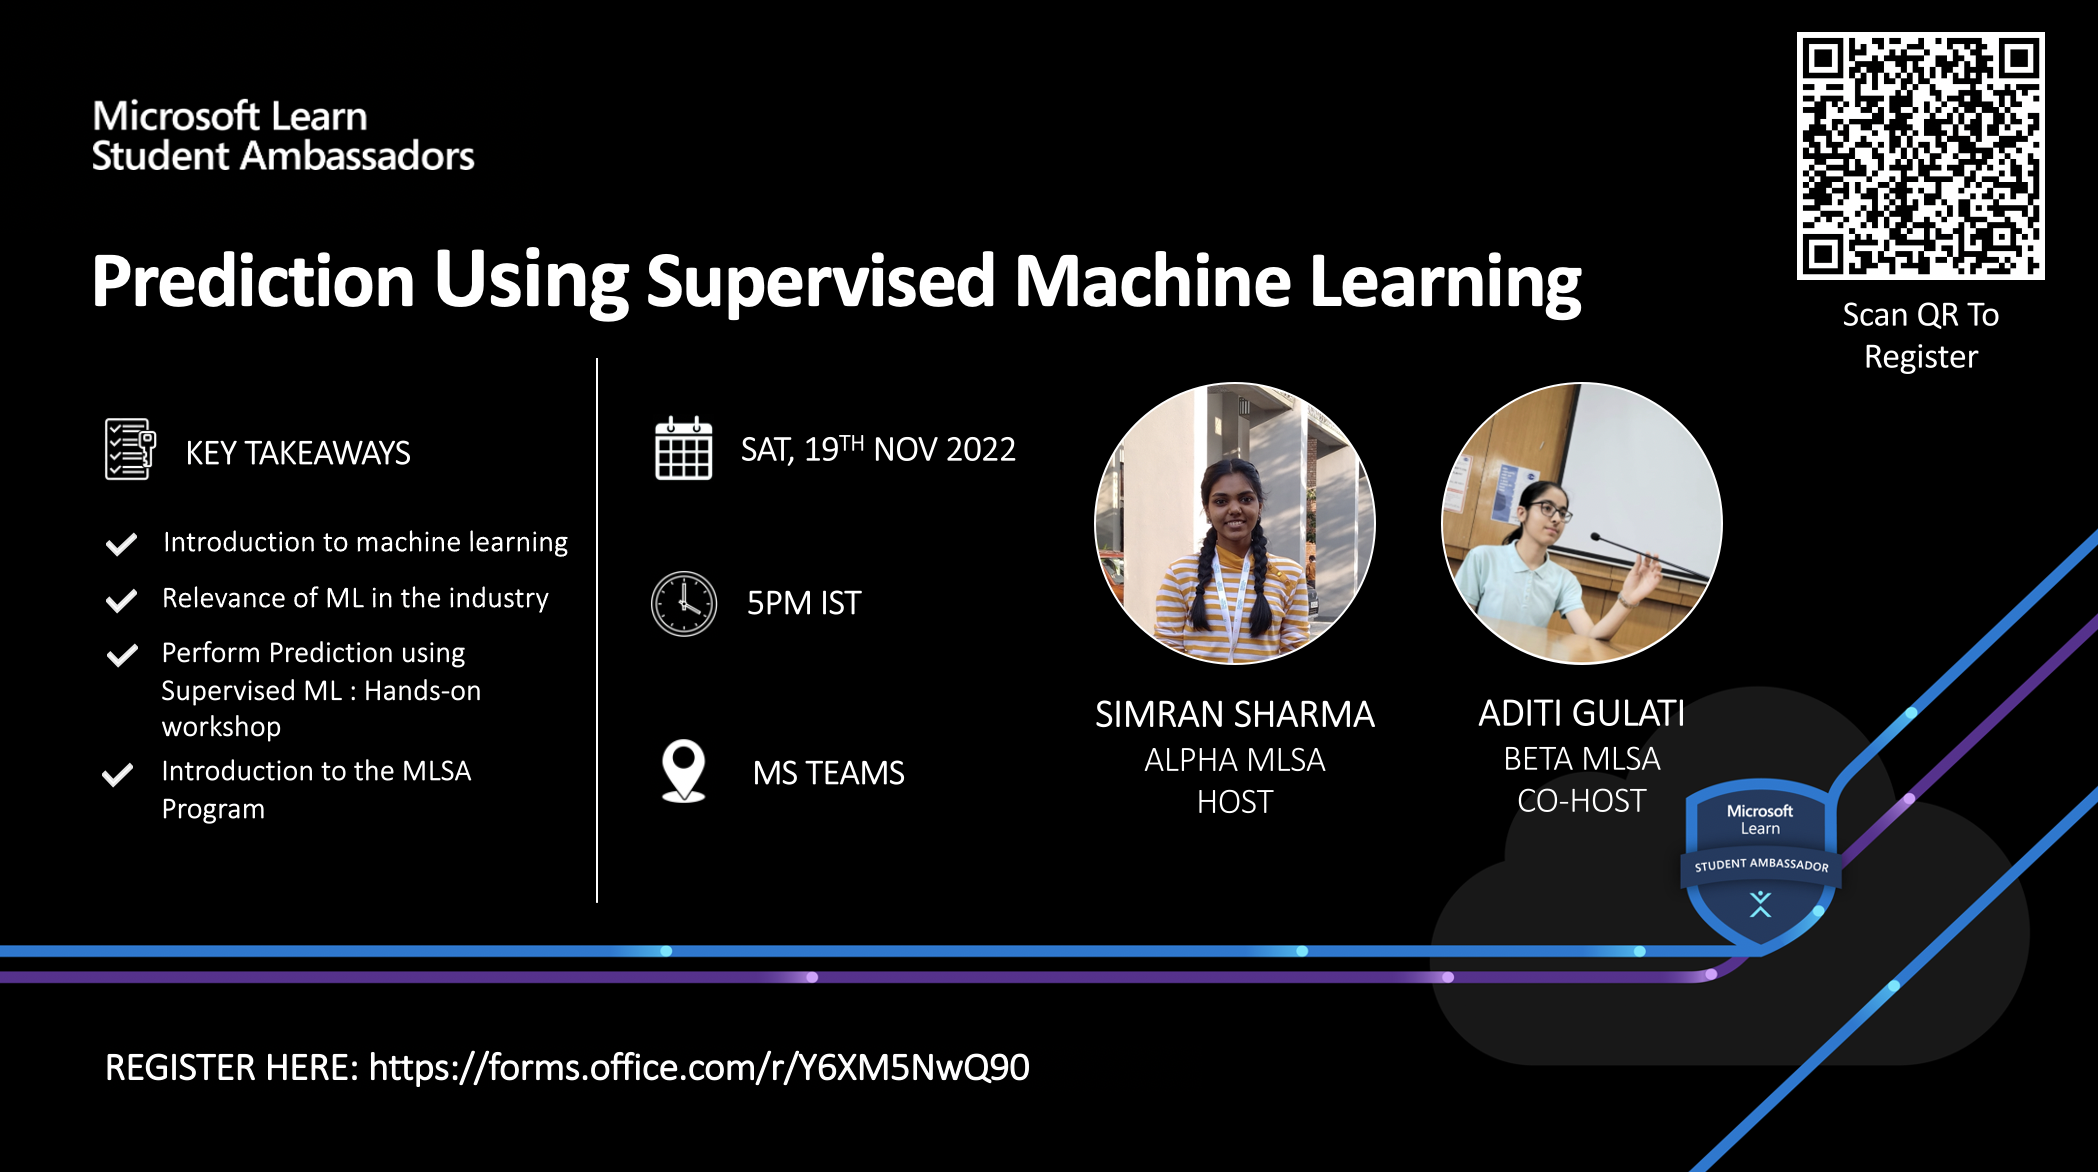 Microsoft Learn
Student Ambassadors
Prediction Using Supervised Machine Learning
Scan QR To
Register
KEY TAKEAWAYS
Introduction to machine learning
Relevance of ML in the industry
Perform Prediction using
Supervised ML : Hands-on
workshop
Introduction to the MLSA
Program
SAT, 19TH NOV 2022
5PM IST
MS TEAMS
SIMRAN SHARMA
ALPHA MLSA
HOST
ADITI GULATI
BETA MLSA
CO-HOST
Microsoft
Learn
STUDENT AMBASSADOR
REGISTER HERE: https://forms.office.com/r/Y6XM5NwQ90